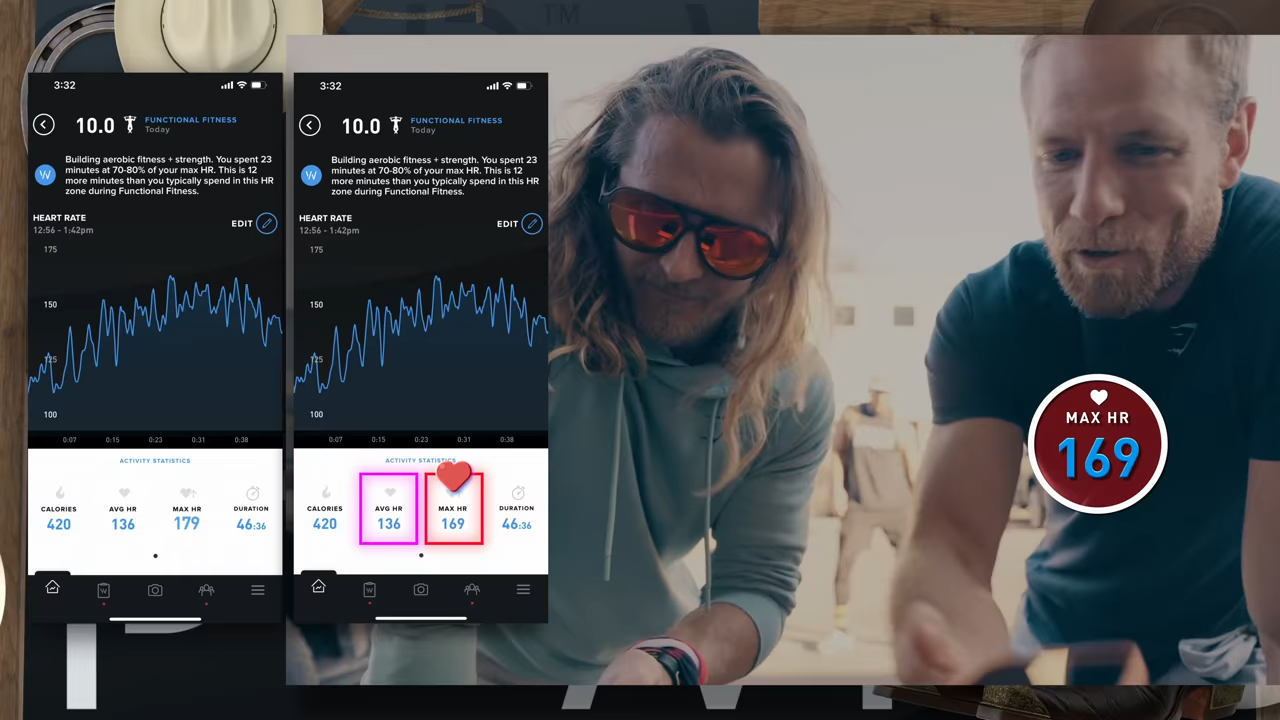 TM
3:32
10.0
FUNCTIONAL FITNESS
Today
W
Building aerobic fitness + strength. You spent 23
minutes at 70-80% of your max HR. This is 12
more minutes than you typically spend in this HR
zone during Functional Fitness.
HEART RATE
12:56 - 1:42pm
EDIT
175
150
125
100
0:07 0:15 0:23 0:31 0:38
ACTIVITY STATISTICS
CALORIES AVG HR MAX HR DURATION
420 136 179 46:36
W
3:32
10.0
FUNCTIONAL FITNESS
Today
W
Building aerobic fitness + strength. You spent 23
minutes at 70-80% of your max HR. This is 12
more minutes than you typically spend in this HR
zone during Functional Fitness.
HEART RATE
12:56 - 1:42pm
EDIT
175
150
125
100
0:07 0:15 0:23 0:31 0:38
ACTIVITY STATISTICS
CALORIES AVG HR MAX HR DURATION
420 136 169 46:36
W
MAX HR
169